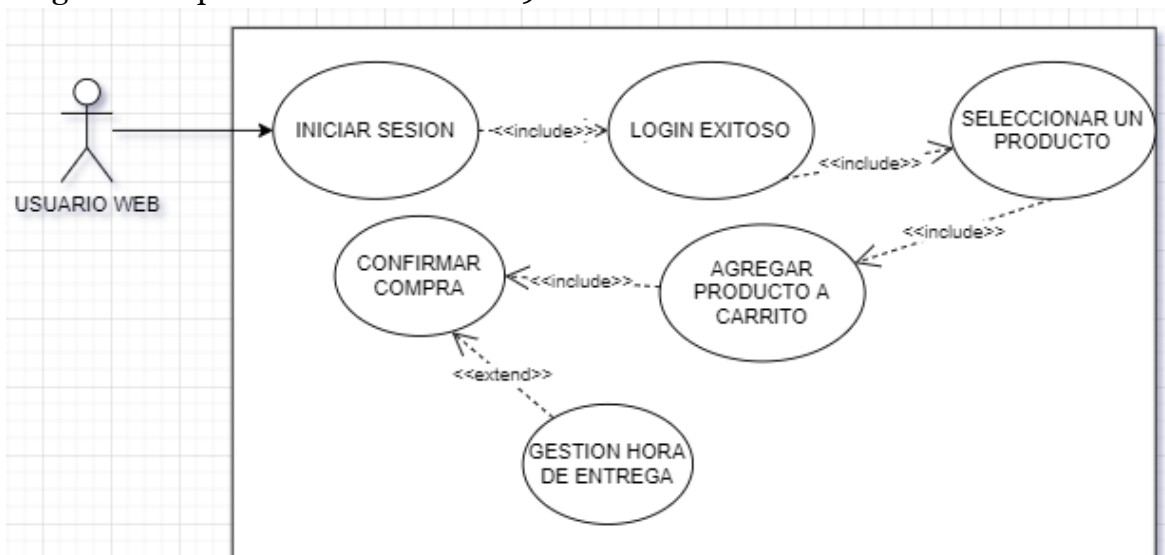 INICIAR SESION
<<include>>
LOGIN EXITOSO
<<include>>
SELECCIONAR UN
PRODUCTO
USUARIO WEB
<<include>>
AGREGAR
PRODUCTO A
CARRITO
<<include>>
CONFIRMAR
COMPRA
<<extend>>
GESTION HORA
DE ENTREGA